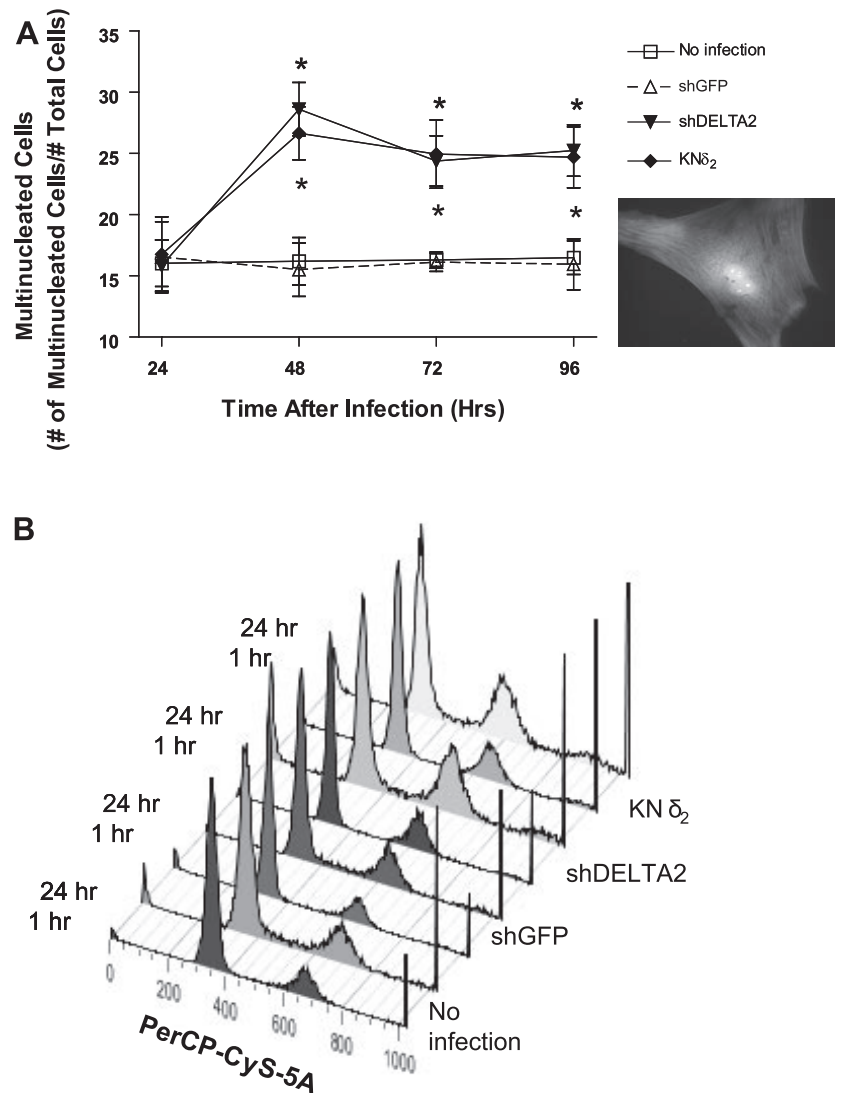 A
Multinucleated Cells
(# of Multinucleated Cells/# Total Cells)
35
30
25
20
15
10
* * *
* * *
24 48 72 96
Time After Infection (Hrs)
No infection
shGFP
shDELTA2
KNδ2
B
24 hr
1 hr
24 hr
1 hr
24 hr
1 hr
24 hr
1 hr
KN δ2
shDELTA2
shGFP
No
infection
0 200 400 600 800 1000
PerCP-CyS-5A